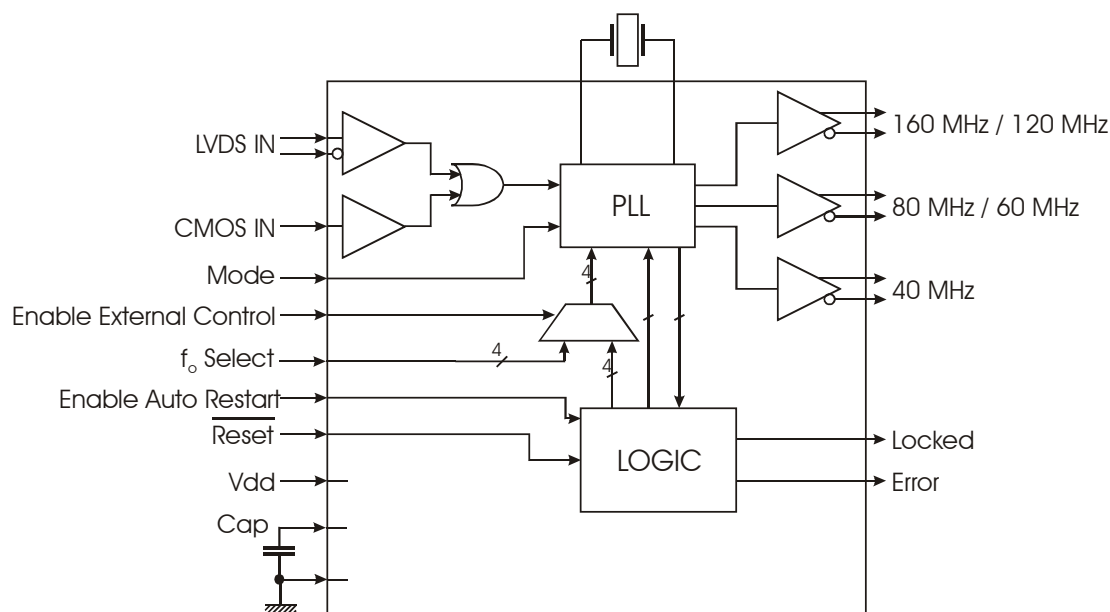 LVDS IN
CMOS IN
Mode
Enable External Control
fo Select
Enable Auto Restart
Reset
Vdd
Cap
PLL
4
4
4
LOGIC
160 MHz / 120 MHz
80 MHz / 60 MHz
40 MHz
Locked
Error